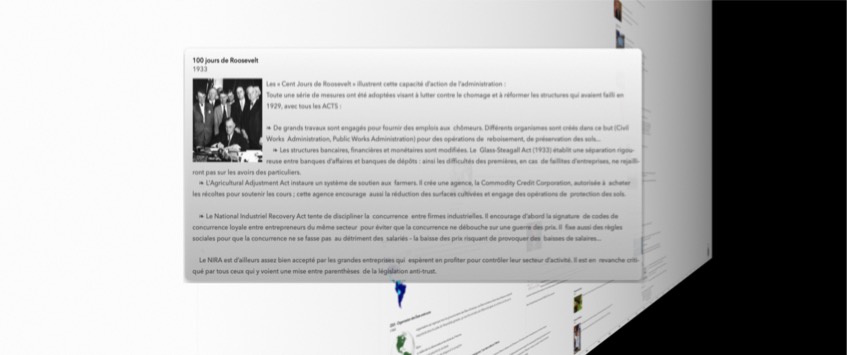 100 jours de Roosevelt
1933
Les « Cent Jours de Roosevelt » illustrent cette capacité d'action de l'administration :
Toute une série de mesures ont été adoptées visant à lutter contre le chomage et à réformer les structures qui avaient failli en
1929, avec tous les ACTS :
❧ De grands travaux sont engagés pour fournir des emplois aux chômeurs. Différents organismes sont créés dans ce but (Civil
Works Administration, Public Works Administration) pour des opérations de reboisement, de préservation des sols...
❧ Les structures bancaires, financières et monétaires sont modifiées. Le Glass-Steagall Act (1933) établit une séparation rigou-
reuse entre banques d'affaires et banques de dépôts : ainsi les difficultés des premières, en cas de faillites d'entreprises, ne rejailli-
ront pas sur les avoirs des particuliers.
❧ L'Agricultural Adjustment Act instaure un système de soutien aux farmers. Il crée une agence, la Commodity Credit Corporation, autorisée à acheter
les récoltes pour soutenir les cours ; cette agence encourage aussi la réduction des surfaces cultivées et engage des opérations de protection des sols.
❧ Le National Industriel Recovery Act tente de discipliner la concurrence entre firmes industrielles. Il encourage d'abord la signature de codes de
concurrence loyale entre entrepreneurs du même secteur pour éviter que la concurrence ne débouche sur une guerre des prix. Il fixe aussi des règles
sociales pour que la concurrence ne se fasse pas au détriment des salariés - la baisse des prix risquant de provoquer des baisses de salaires...
Le NIRA est d'ailleurs assez bien accepté par les grandes entreprises qui espèrent en profiter pour contrôler leur secteur d'activité. Il est en revanche criti-
qué par tous ceux qui y voient une mise entre parenthèses de la législation anti-trust.